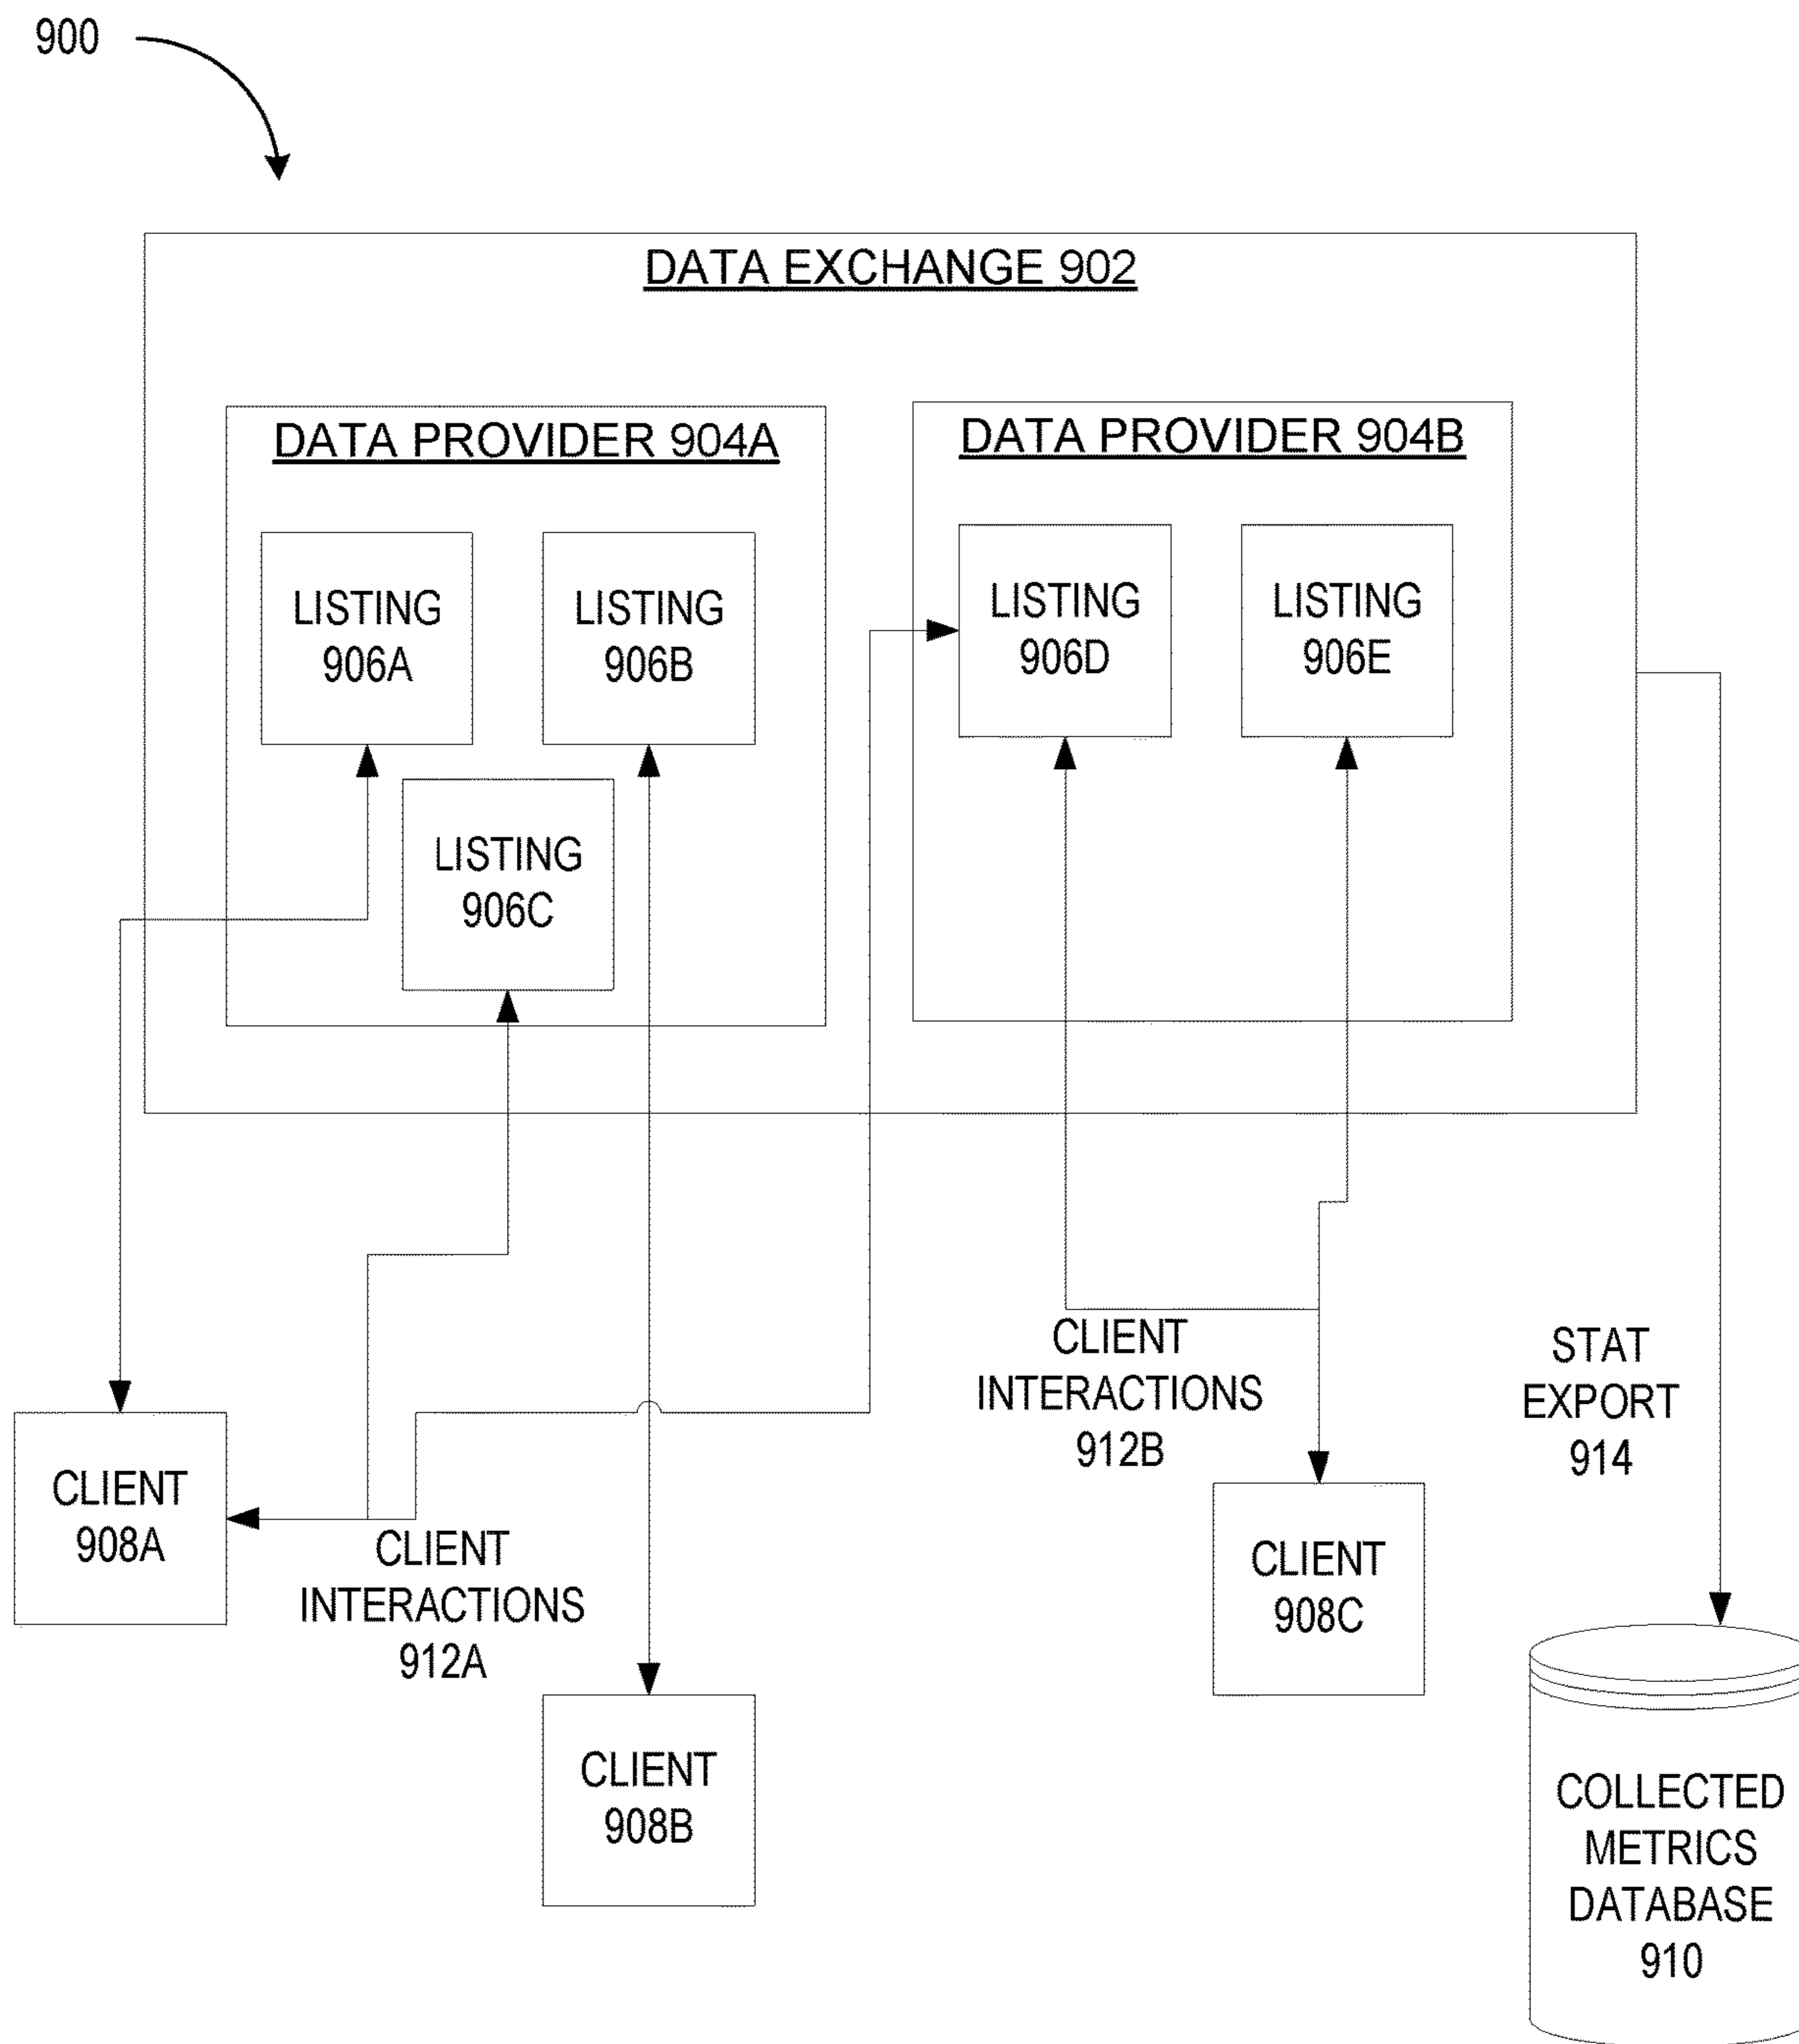 900
DATA EXCHANGE 902
DATA PROVIDER 904A
DATA PROVIDER 904B
LISTING
906A
LISTING
906B
LISTING
906C
LISTING
906D
LISTING
906E
CLIENT
INTERACTIONS
912B
STAT
EXPORT
914
CLIENT
908A
CLIENT
INTERACTIONS
912A
CLIENT
908B
CLIENT
908C
COLLECTED
METRICS
DATABASE
910